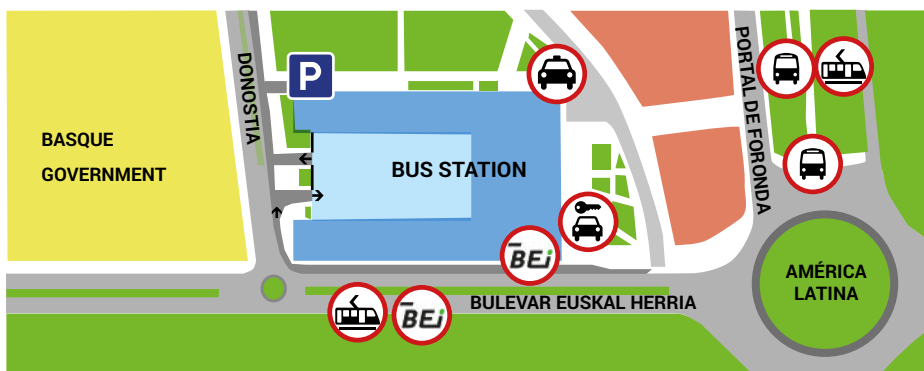 DONOSTIA
P
PORTAL DE FORONDA
BASQUE
GOVERNMENT
BUS STATION
BEi
AMÉRICA
LATINA
BULEVAR EUSKAL HERRIA
BEi